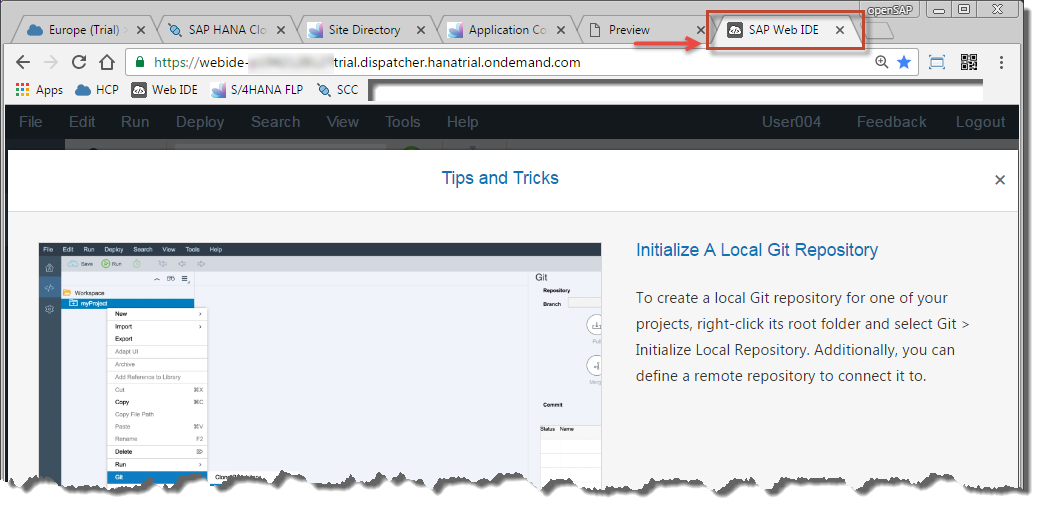 openSAP
Europe (Trial) >
SAP HANA Clo
Site Directory
Application Co
Preview
SAP Web IDE
https://webide- trial.dispatcher.hanatrial.ondemand.com
Apps HCP Web IDE S/4HANA FLP SCC
File Edit Run Deploy Search View Tools Help User004 Feedback Logout
Tips and Tricks
File Edit Run Deploy Search View Tools Help
Save Run
Workspace
myProject
New
Import
Export
Adapt UI
Archive
Add Reference to Library
Cut ⌘X
Copy ⌘C
Copy File Path
Paste ⌘V
Rename F2
Delete
Run
Git
Git
Repository
Branch
Commit
Status Name
Initialize A Local Git Repository
To create a local Git repository for one of your
projects, right-click its root folder and select Git >
Initialize Local Repository. Additionally, you can
define a remote repository to connect it to.